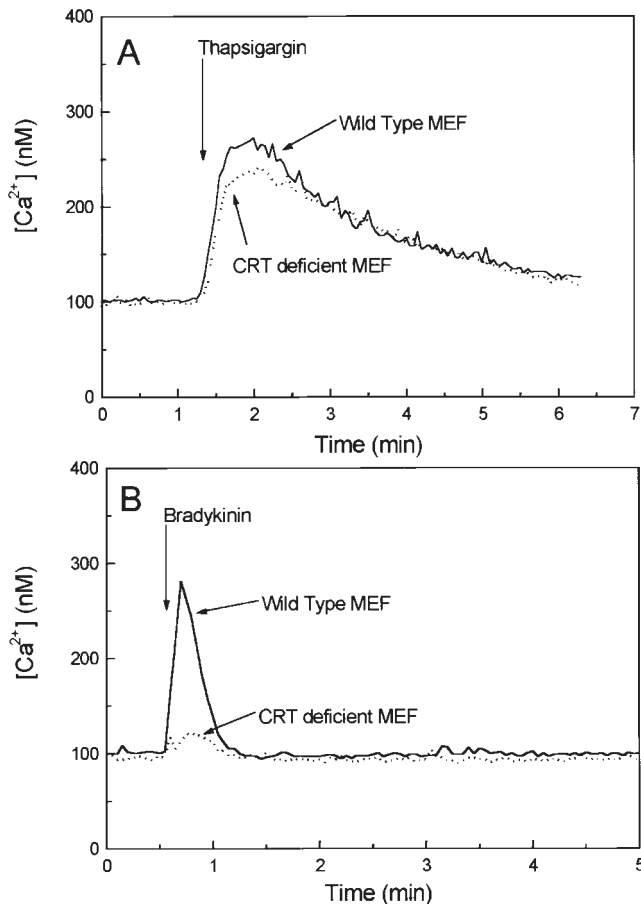 A
Thapsigargin
Wild Type MEF
CRT deficient MEF
[Ca²⁺] (nM)
400
300
200
100
0
0 1 2 3 4 5 6 7
Time (min)
B
Bradykinin
Wild Type MEF
CRT deficient MEF
[Ca²⁺] (nM)
400
300
200
100
0
0 1 2 3 4 5
Time (min)